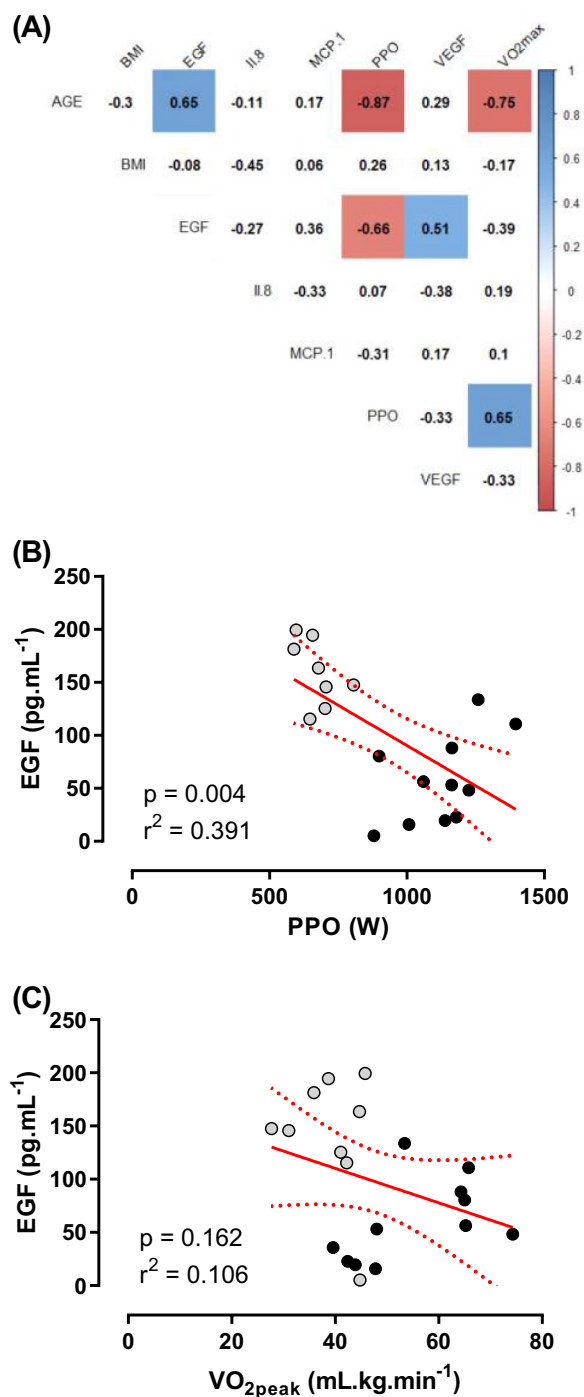 (A)
BMI EGF Il.8 MCP.1 PPO VEGF VO2max
AGE -0.3 0.65 -0.11 0.17 -0.87 0.29 -0.75
BMI -0.08 -0.45 0.06 0.26 0.13 -0.17
EGF -0.27 0.36 -0.66 0.51 -0.39
Il.8 -0.33 0.07 -0.38 0.19
MCP.1 -0.31 0.17 0.1
PPO -0.33 0.65
VEGF -0.33
1
0.8
0.6
0.4
0.2
0
-0.2
-0.4
-0.6
-0.8
-1
(B)
EGF (pg.mL⁻¹)
250
200
150
100
50
0
p = 0.004
r² = 0.391
0 500 1000 1500
PPO (W)
(C)
EGF (pg.mL⁻¹)
250
200
150
100
50
0
p = 0.162
r² = 0.106
0 20 40 60 80
VO₂peak (mL.kg.min⁻¹)